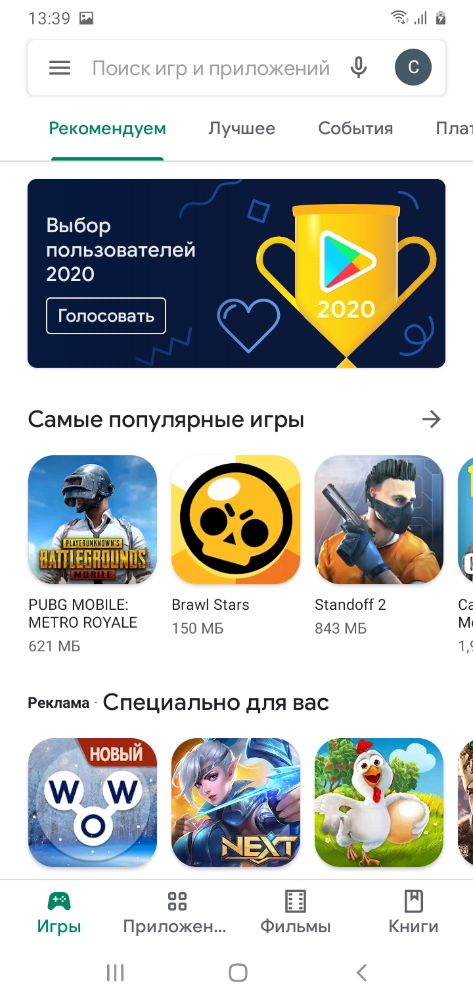 13:39
Поиск игр и приложений
C
Рекомендуем
Лучшее
События
Плат
Выбор
пользователей
2020
Голосовать
2020
Самые популярные игры
PLAYERUNKNOWN'S
BATTLEGROUNDS
MOBILE
PUBG MOBILE:
METRO ROYALE
621 МБ
Brawl Stars
150 МБ
Standoff 2
843 МБ
Ca
Mo
1,9
Реклама · Специально для вас
НОВЫЙ
W W
O
NEXT
Игры
Приложен...
Фильмы
Книги